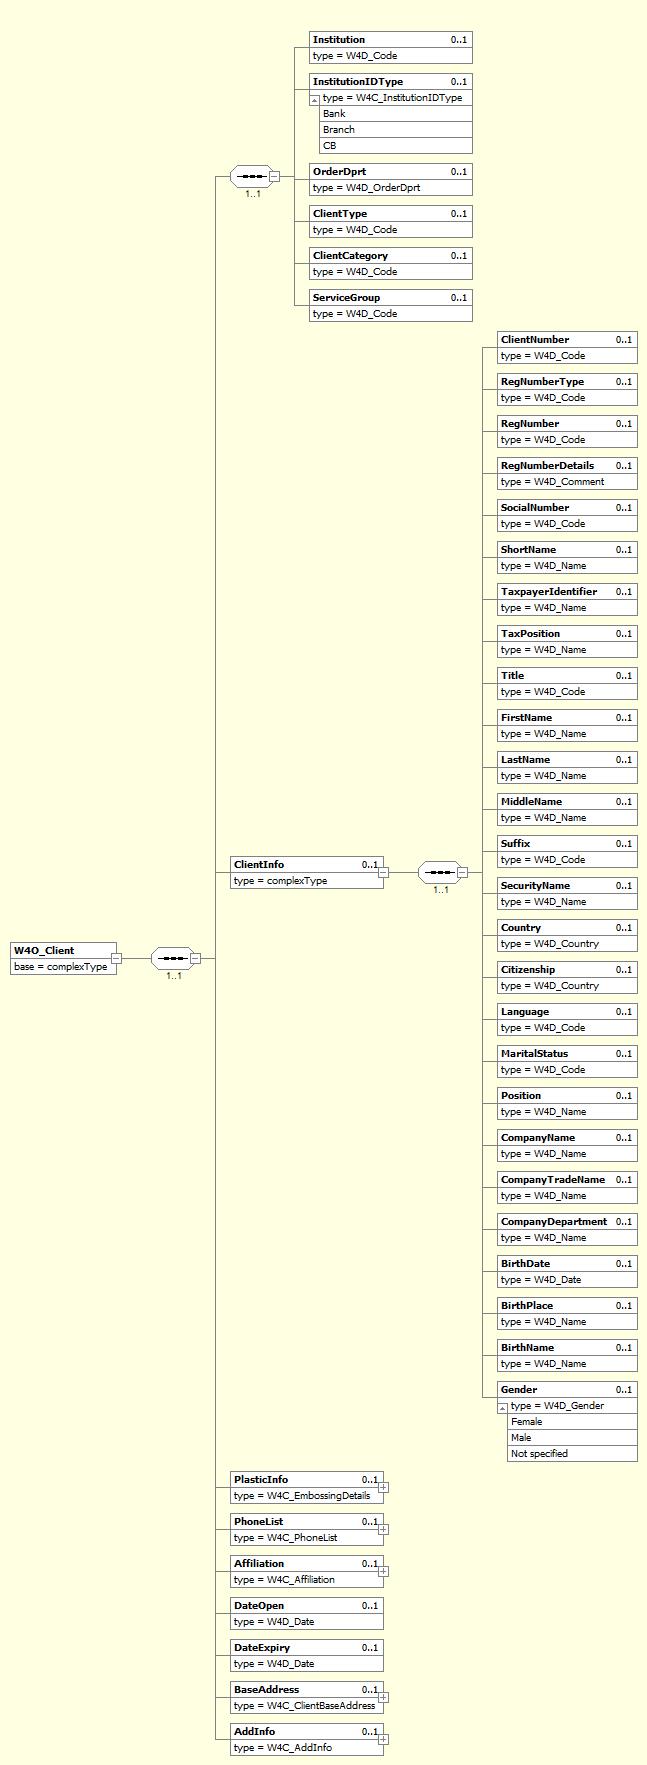 Institution 0..1
type = W4D_Code
InstitutionIDType 0..1
type = W4C_InstitutionIDType
Bank
Branch
CB
OrderDprt 0..1
type = W4D_OrderDprt
1..1
ClientType 0..1
type = W4D_Code
ClientCategory 0..1
type = W4D_Code
ServiceGroup 0..1
type = W4D_Code
ClientNumber 0..1
type = W4D_Code
RegNumberType 0..1
type = W4D_Code
RegNumber 0..1
type = W4D_Code
RegNumberDetails 0..1
type = W4D_Comment
SocialNumber 0..1
type = W4D_Code
ShortName 0..1
type = W4D_Name
TaxpayerIdentifier 0..1
type = W4D_Name
TaxPosition 0..1
type = W4D_Name
Title 0..1
type = W4D_Code
FirstName 0..1
type = W4D_Name
LastName 0..1
type = W4D_Name
MiddleName 0..1
type = W4D_Name
Suffix 0..1
type = W4D_Code
ClientInfo 0..1
type = complexType
1..1
SecurityName 0..1
type = W4D_Name
Country 0..1
type = W4D_Country
W4O_Client
base = complexType
1..1
Citizenship 0..1
type = W4D_Country
Language 0..1
type = W4D_Code
MaritalStatus 0..1
type = W4D_Code
Position 0..1
type = W4D_Name
CompanyName 0..1
type = W4D_Name
CompanyTradeName 0..1
type = W4D_Name
CompanyDepartment 0..1
type = W4D_Name
BirthDate 0..1
type = W4D_Date
BirthPlace 0..1
type = W4D_Name
BirthName 0..1
type = W4D_Name
Gender 0..1
type = W4D_Gender
Female
Male
Not specified
PlasticInfo 0..1
type = W4C_EmbossingDetails
PhoneList 0..1
type = W4C_PhoneList
Affiliation 0..1
type = W4C_Affiliation
DateOpen 0..1
type = W4D_Date
DateExpiry 0..1
type = W4D_Date
BaseAddress 0..1
type = W4C_ClientBaseAddress
AddInfo 0..1
type = W4C_AddInfo